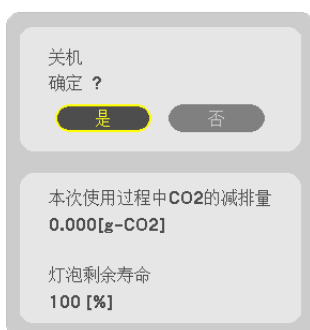 关机
确定 ?
是 否
本次使用过程中CO2的减排量
0.000[g-CO2]
灯泡剩余寿命
100 [%]